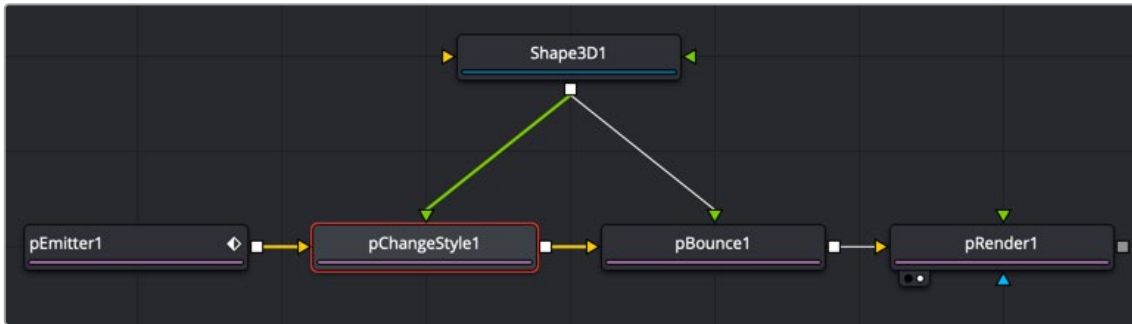 Shape3D1
pEmitter1
pChangeStyle1
pBounce1
pRender1